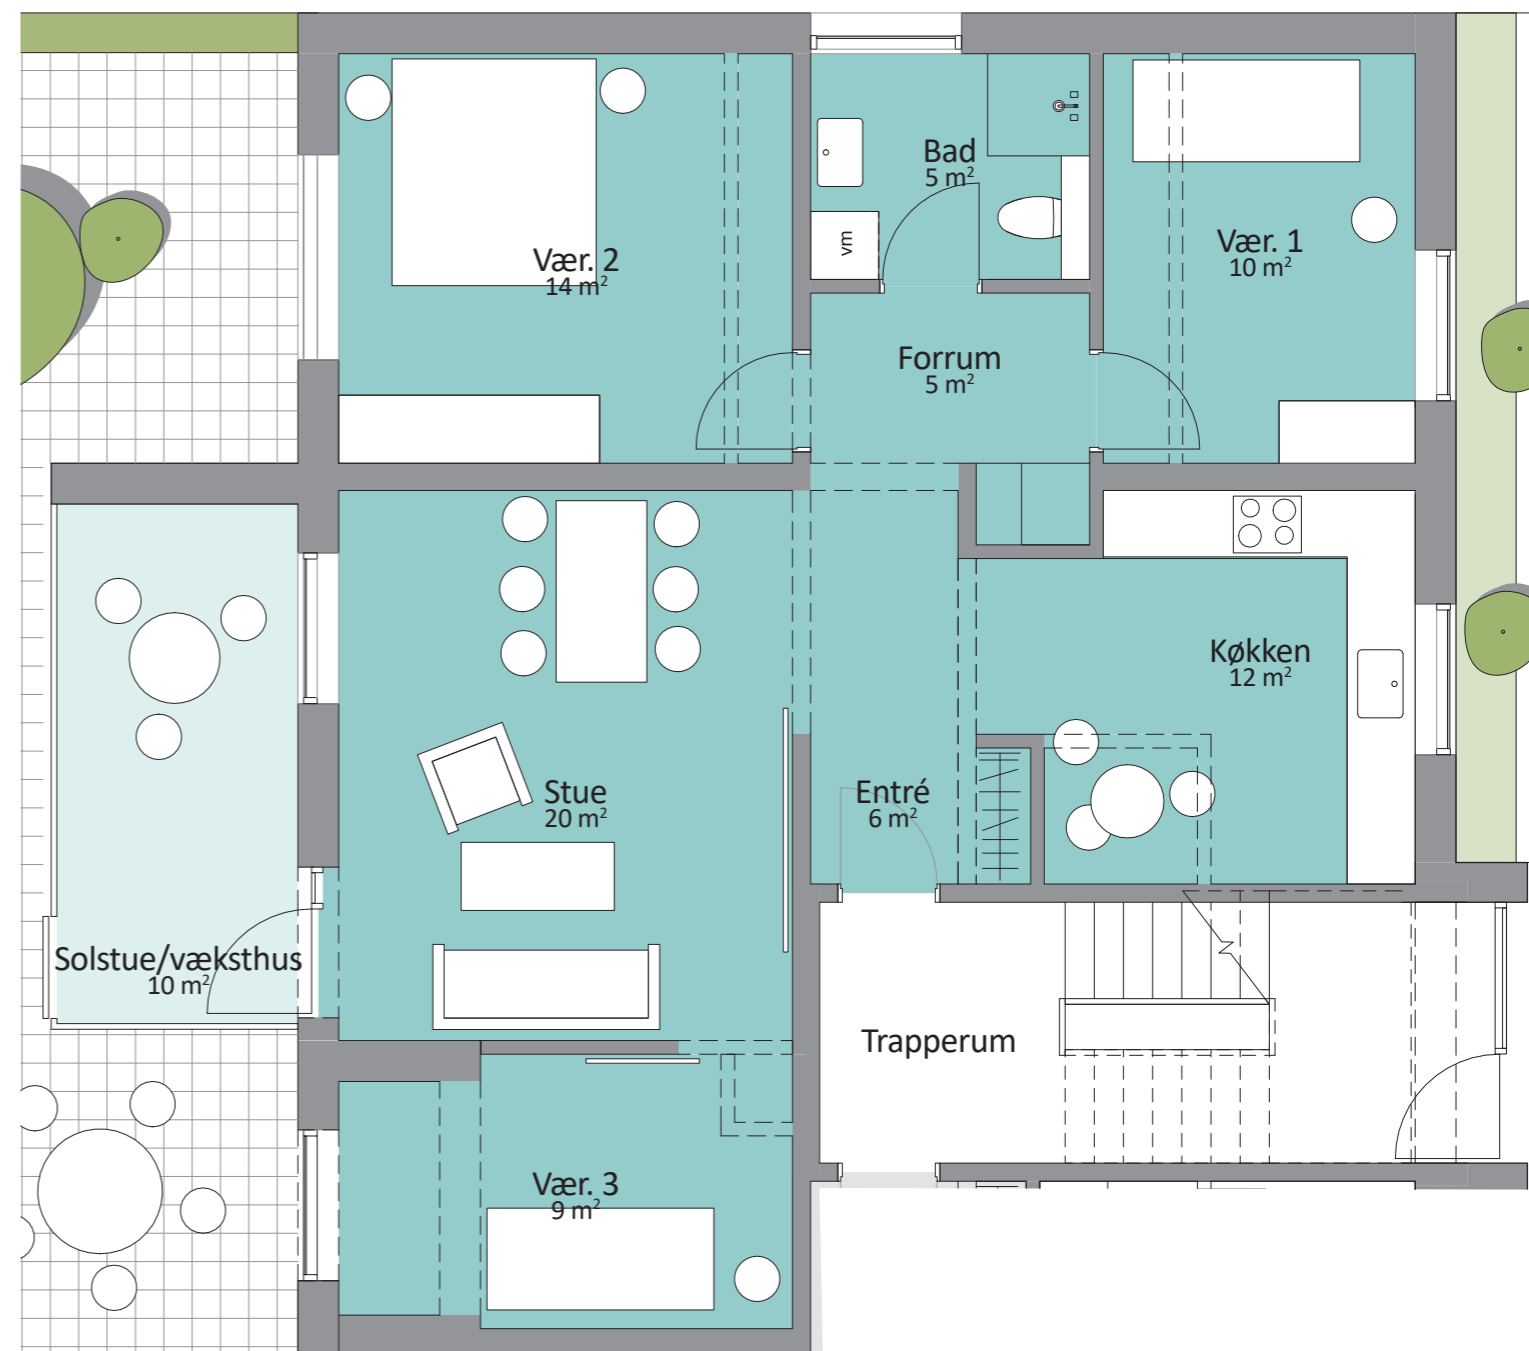 Bad
5 m²
vm
Vær. 1
10 m²
Vær. 2
14 m²
Forrum
5 m²
Køkken
12 m²
Stue
20 m²
Entré
6 m²
Solstue/væksthus
10 m²
Trapperum
Vær. 3
9 m²